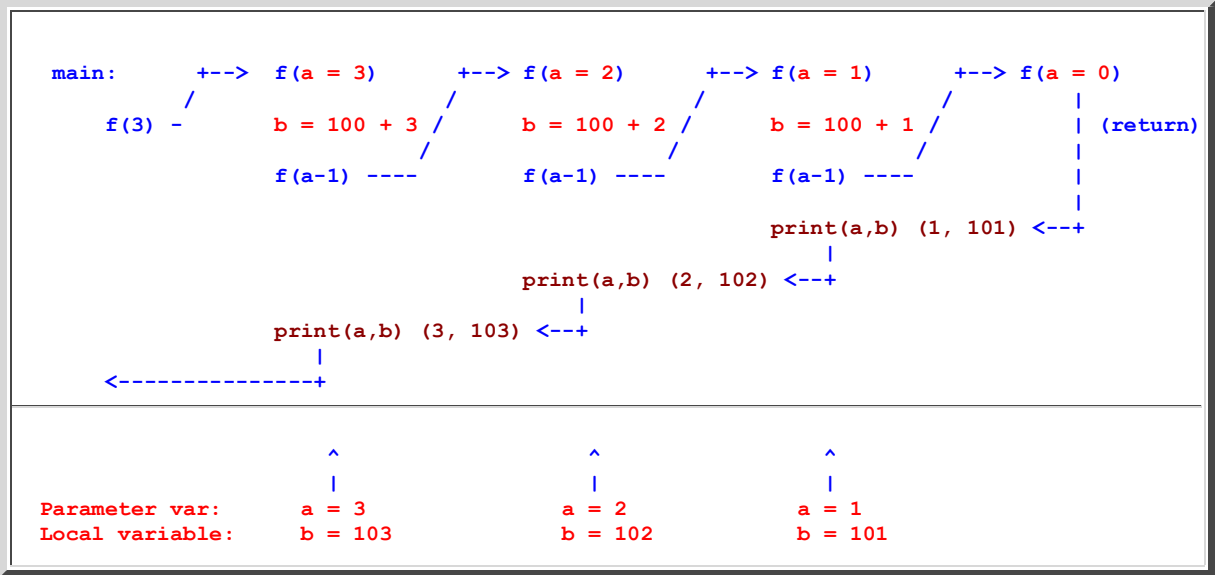 main:         +-->  f(a = 3)         +--> f(a = 2)         +--> f(a = 1)         +--> f(a = 0)
               /                            /                            /                            /              |
      f(3) -          b = 100 + 3 /         b = 100 + 2 /         b = 100 + 1 /               | (return)
                                          /                            /                            /                  |
                         f(a-1) ----            f(a-1) ----            f(a-1) ----                  |
                                                                                                                     |
                                                                                   print(a,b) (1, 101) <--+
                                                                                         |
                                                      print(a,b) (2, 102) <--+
                                                            |
                         print(a,b) (3, 103) <--+
                              |
      <---------------+
                               ^                             ^                          ^
                               |                             |                          |
Parameter var:         a = 3                      a = 2                   a = 1
Local variable:        b = 103                    b = 102                 b = 101